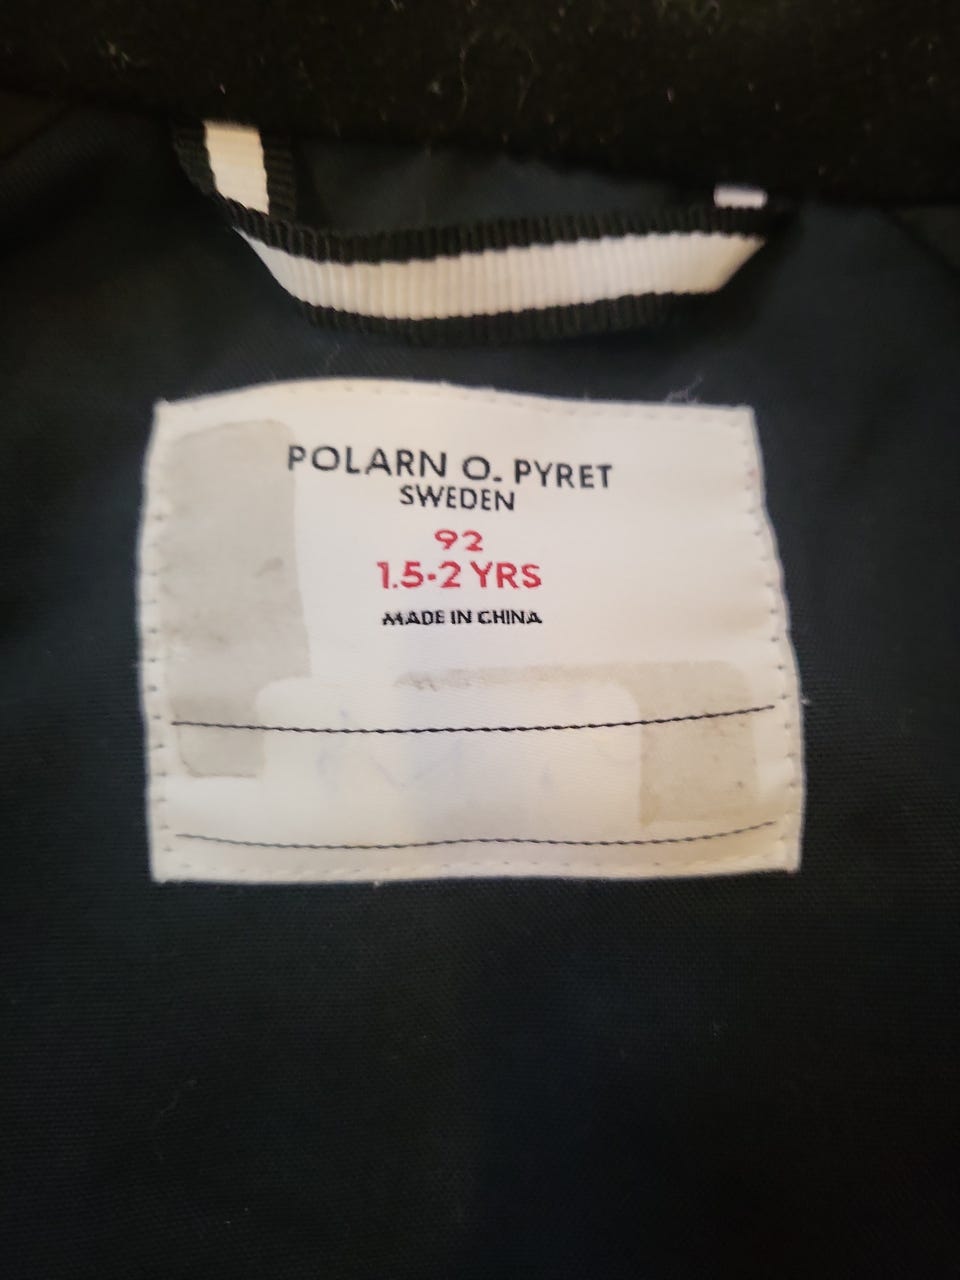 POLARN O. PYRET
SWEDEN
92
1.5-2 YRS
MADE IN CHINA